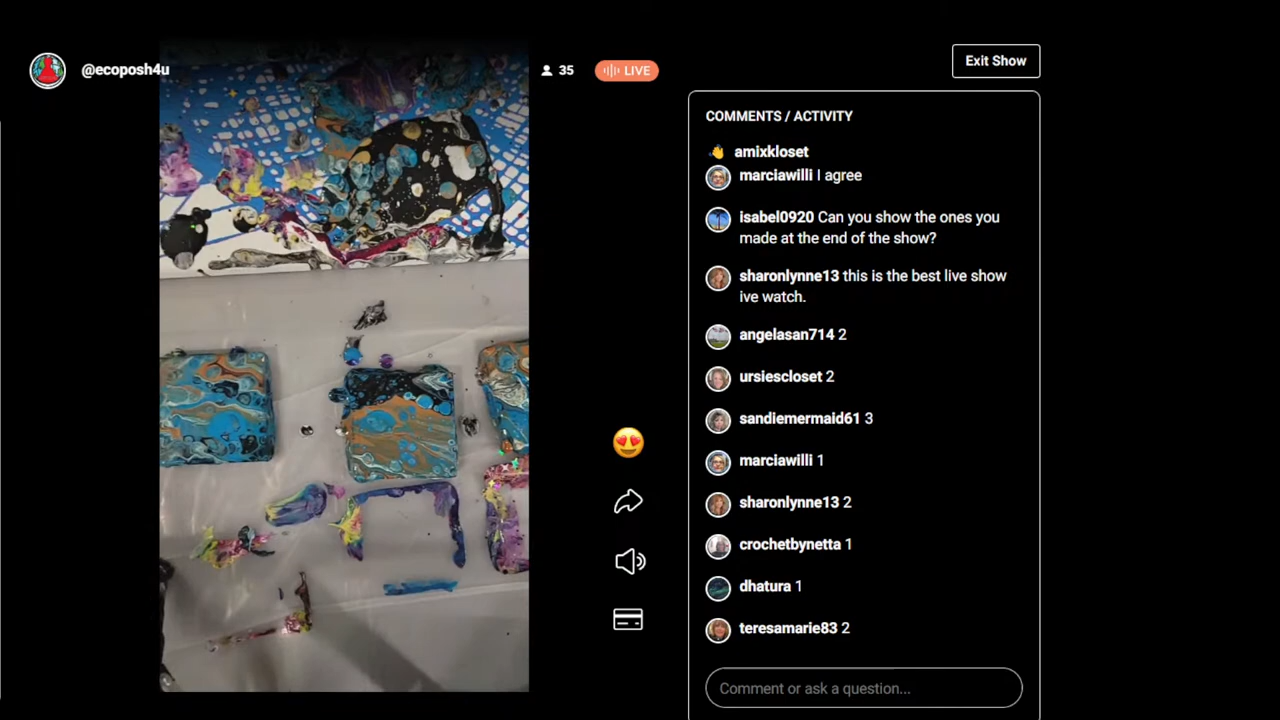 @ecoposh4u
35
LIVE
Exit Show
COMMENTS / ACTIVITY
amixkloset
marciawilli I agree
isabel0920 Can you show the ones you
made at the end of the show?
sharonlynne13 this is the best live show
ive watch.
angelasan714 2
ursiescloset 2
sandiemermaid61 3
marciawilli 1
sharonlynne13 2
crochetbynetta 1
dhatura 1
teresamarie83 2
Comment or ask a question...